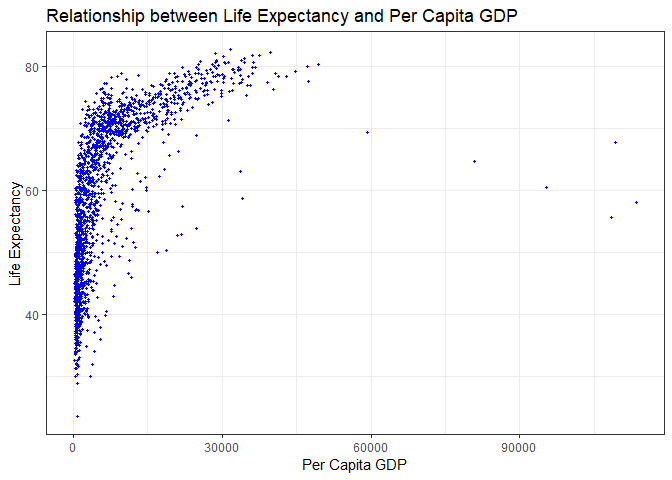 Relationship between Life Expectancy and Per Capita GDP
80
60
40
Life Expectancy
0 30000 60000 90000
Per Capita GDP